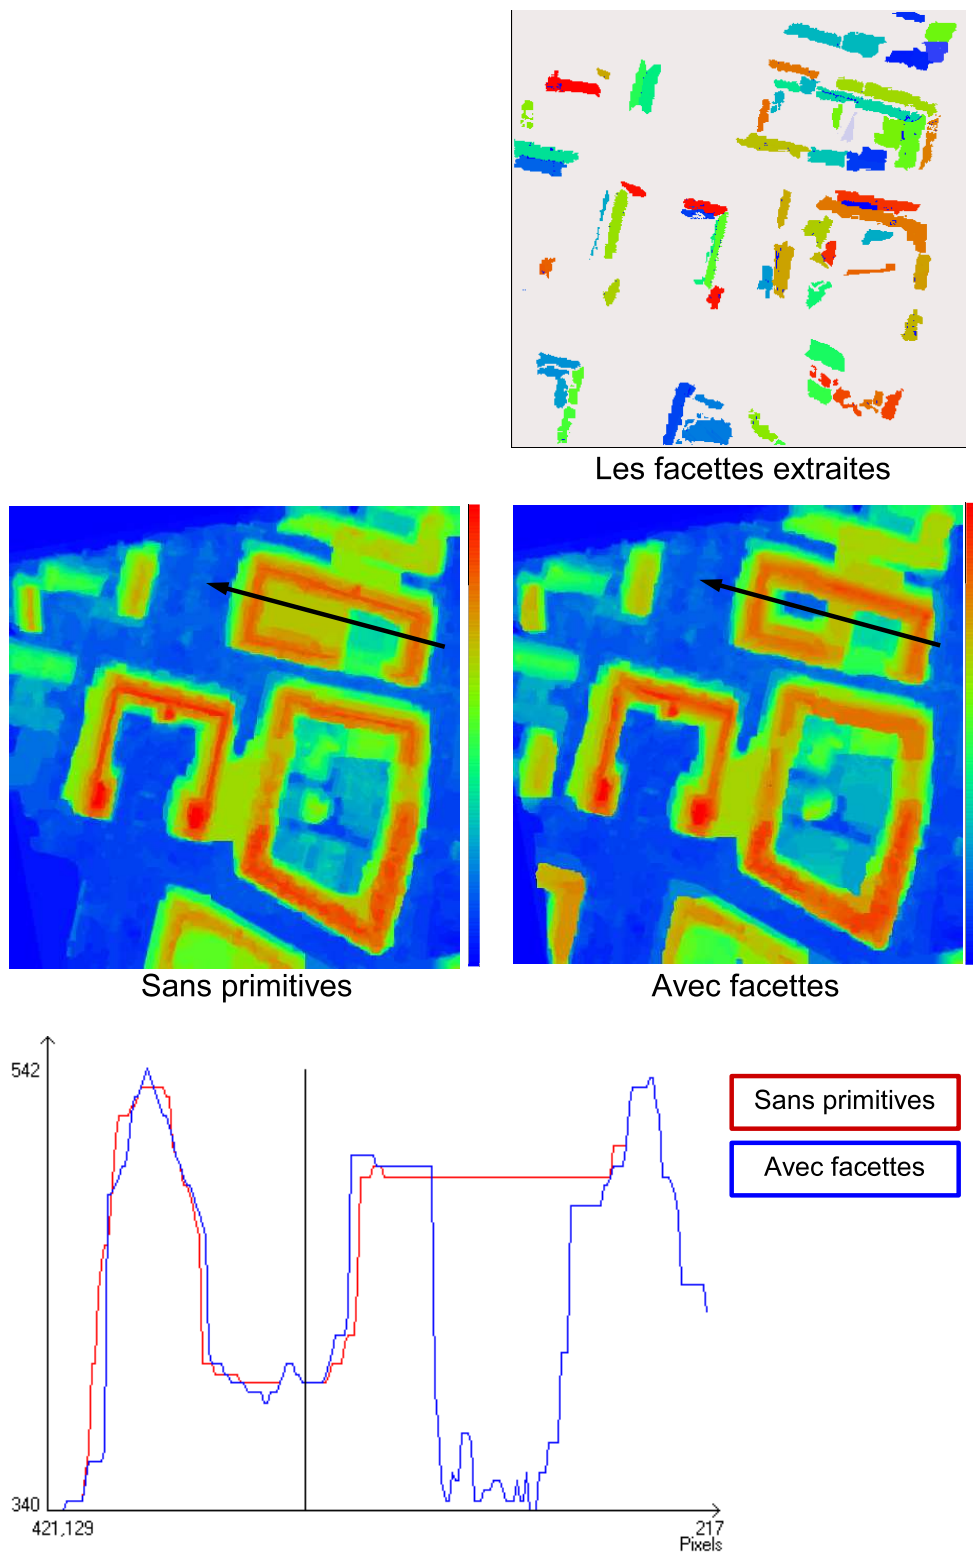 Les facettes extraites
Sans primitives
Avec facettes
542
Sans primitives
Avec facettes
340
421,129
217
Pixels